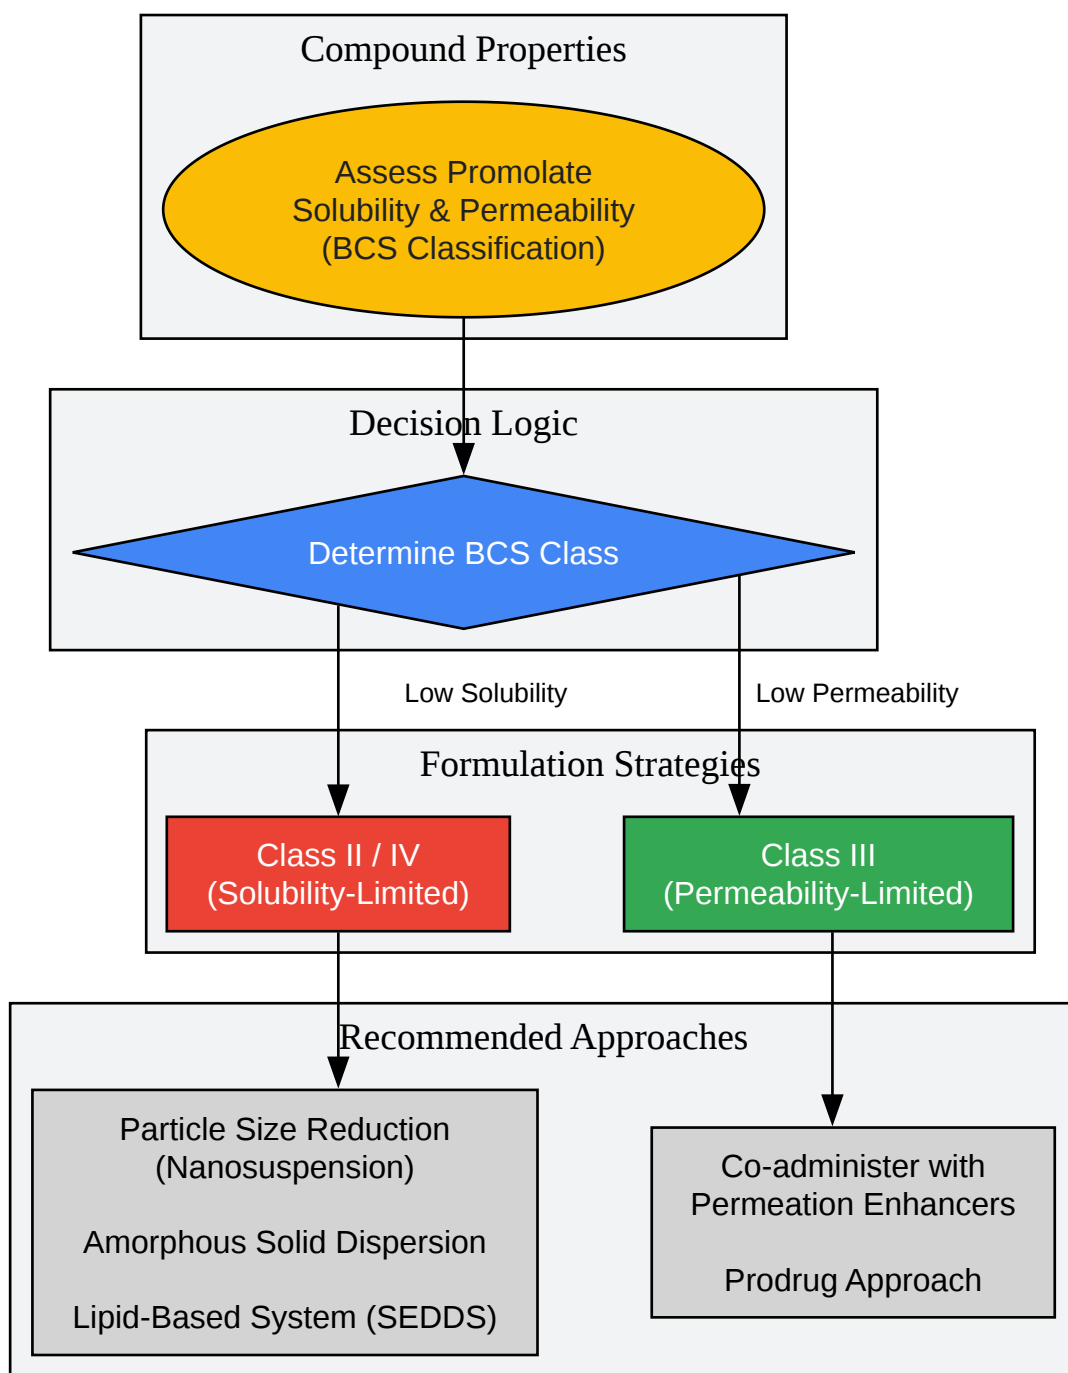 Compound Properties
Assess Promolate
Solubility & Permeability
(BCS Classification)
Decision Logic
Determine BCS Class
Low Solubility
Low Permeability
Formulation Strategies
Class II / IV
(Solubility-Limited)
Class III
(Permeability-Limited)
Recommended Approaches
Particle Size Reduction
(Nanosuspension)
Amorphous Solid Dispersion
Lipid-Based System (SEDDS)
Co-administer with
Permeation Enhancers
Prodrug Approach